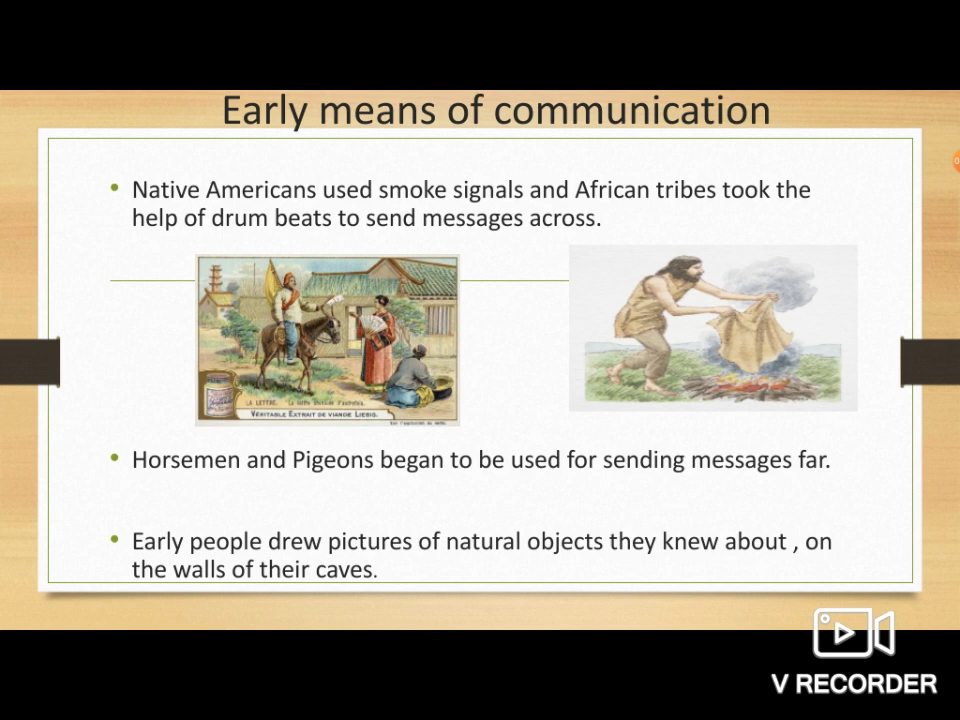 Early means of communication
• Native Americans used smoke signals and African tribes took the
help of drum beats to send messages across.
LA LETTRE.
VÉRITABLE EXTRAIT DE VIANDE LIEBIG.
• Horsemen and Pigeons began to be used for sending messages far.
• Early people drew pictures of natural objects they knew about , on
the walls of their caves.
V RECORDER